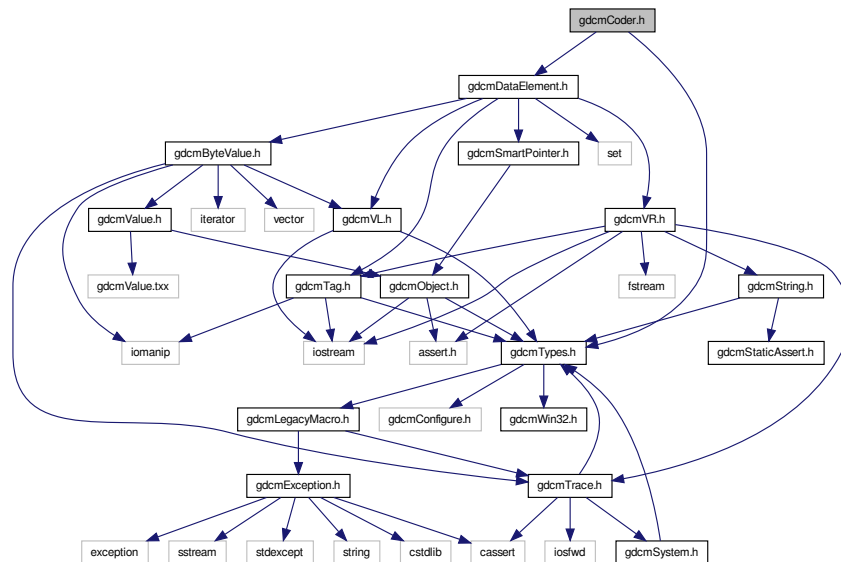 gdcmCoder.h
gdcmDataElement.h
gdcmByteValue.h
gdcmSmartPointer.h
set
gdcmValue.h
iterator
vector
gdcmVL.h
gdcmVR.h
gdcmValue.txx
gdcmTag.h
gdcmObject.h
fstream
gdcmString.h
iomanip
iostream
assert.h
gdcmTypes.h
gdcmStaticAssert.h
gdcmLegacyMacro.h
gdcmConfigure.h
gdcmWin32.h
gdcmException.h
gdcmTrace.h
exception
sstream
stdexcept
string
cstdlib
cassert
iosfwd
gdcmSystem.h